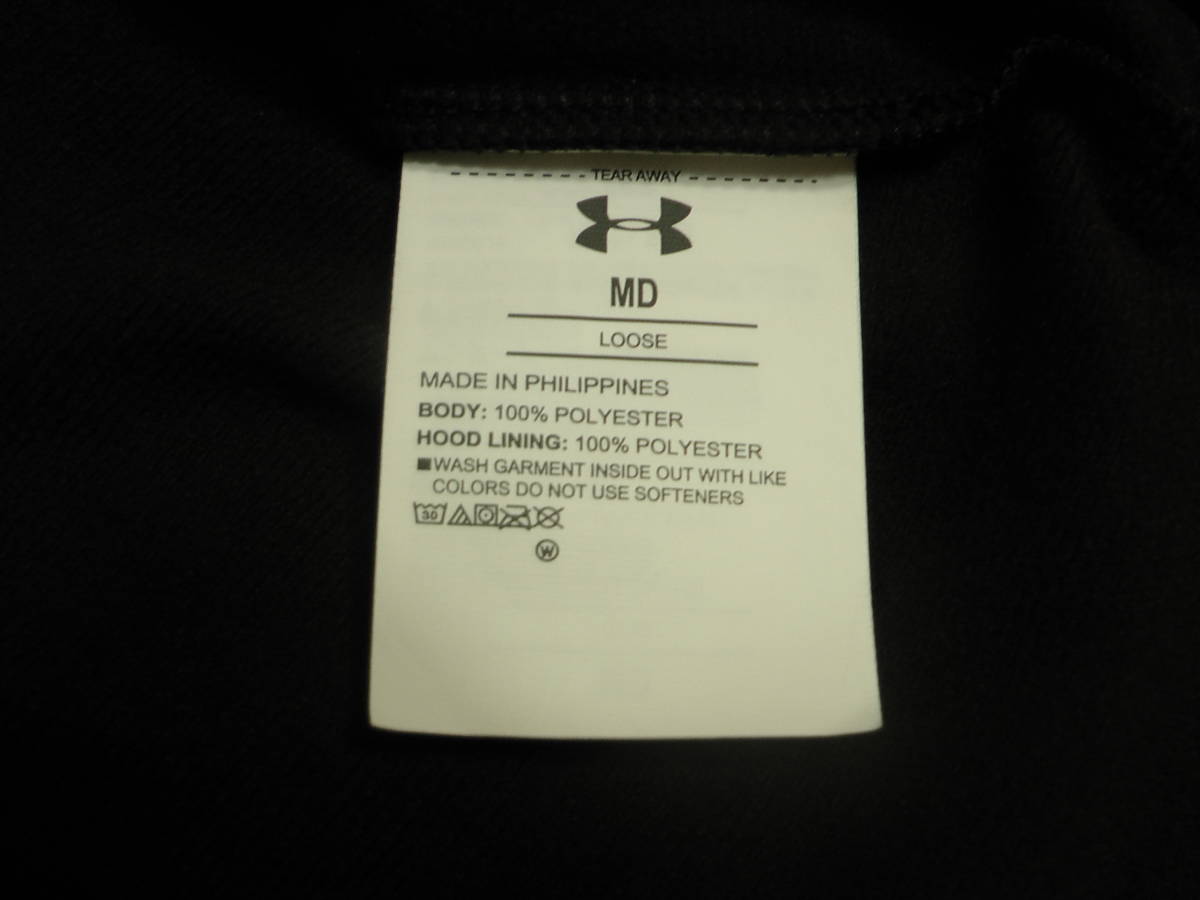 TEAR AWAY
MD
LOOSE
MADE IN PHILIPPINES
BODY: 100% POLYESTER
HOOD LINING: 100% POLYESTER
■WASH GARMENT INSIDE OUT WITH LIKE
COLORS DO NOT USE SOFTENERS
30
W